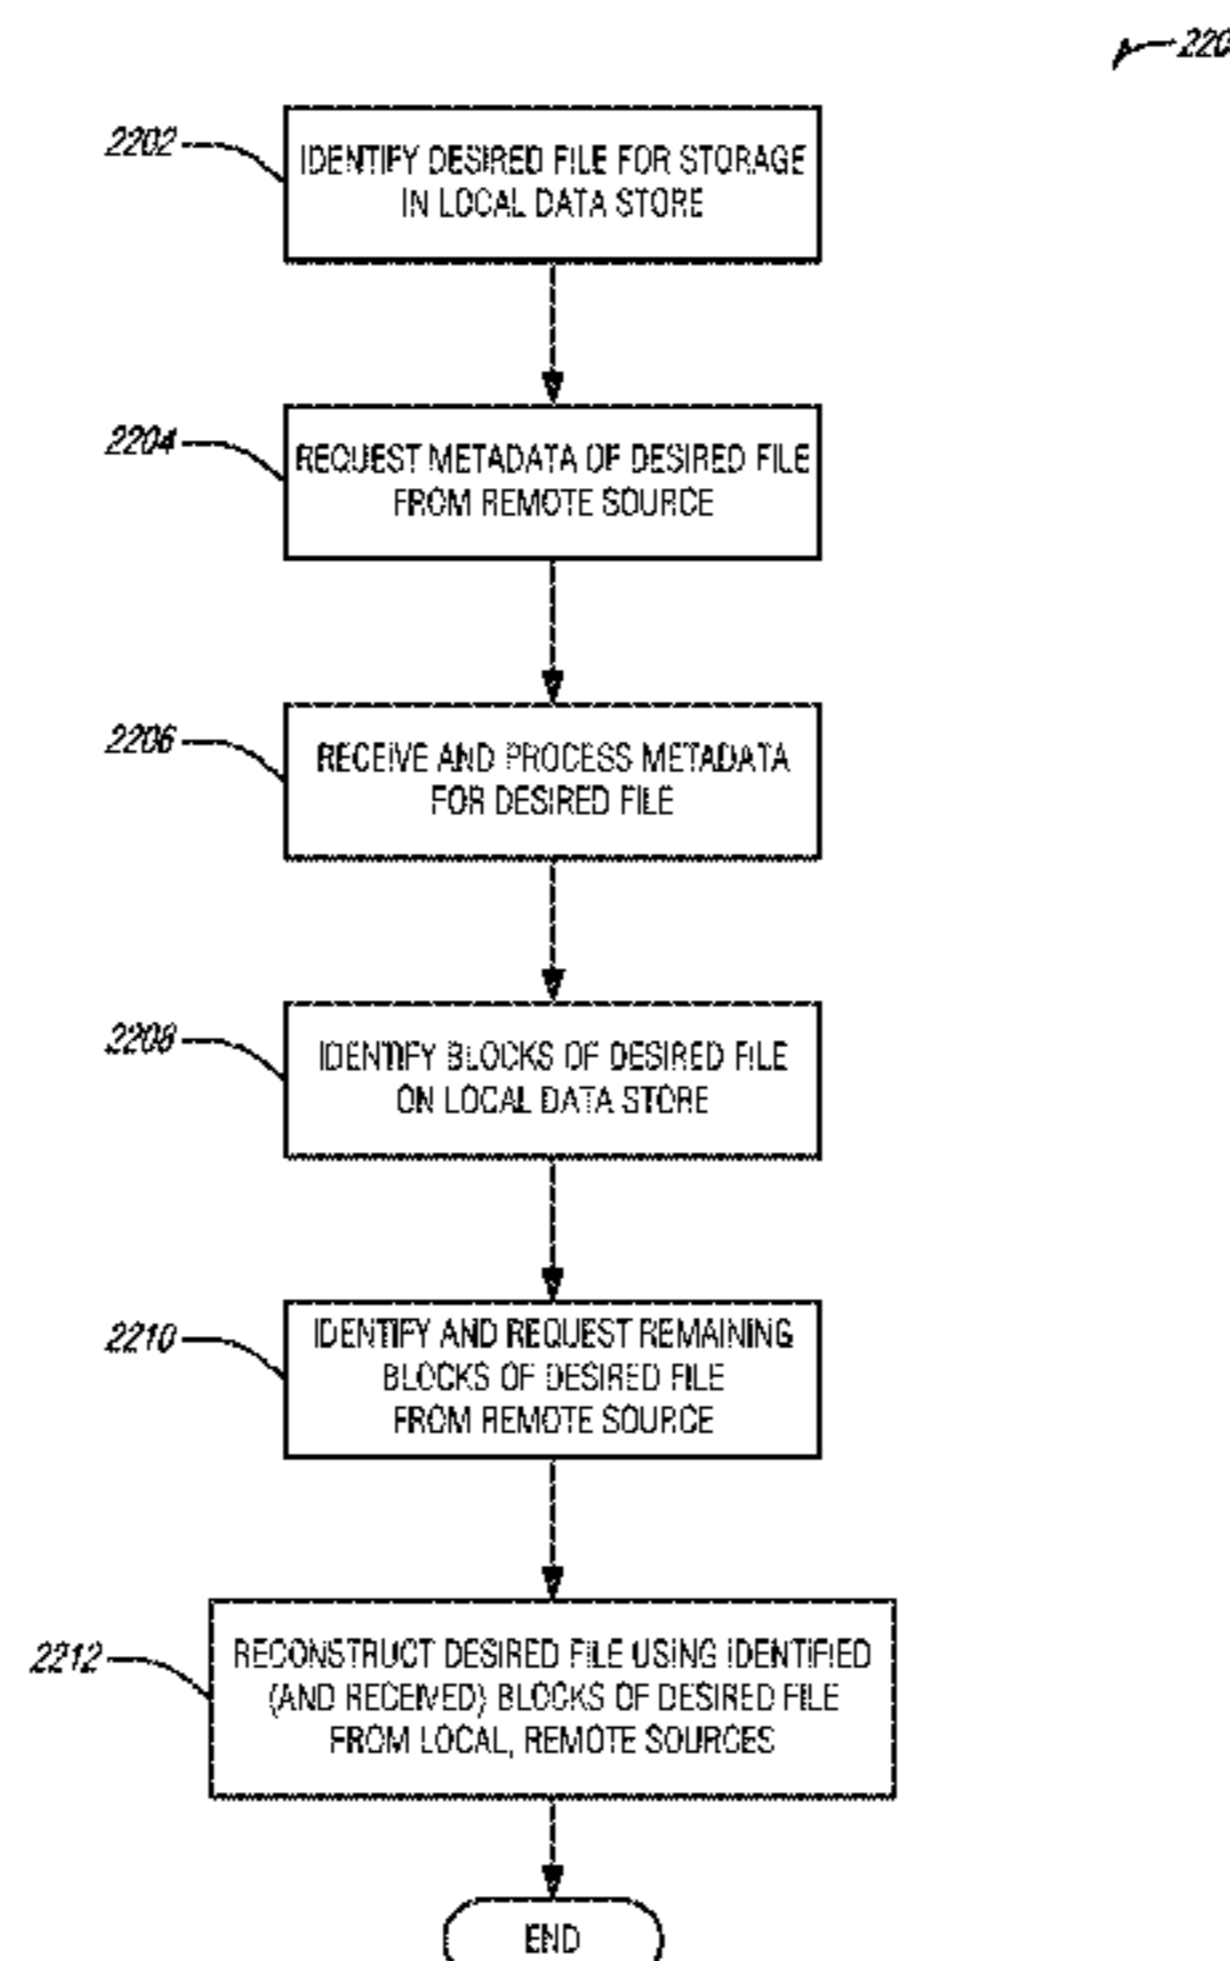 220
2202
IDENTIFY DESIRED FILE FOR STORAGE
IN LOCAL DATA STORE
2204
REQUEST METADATA OF DESIRED FILE
FROM REMOTE SOURCE
2206
RECEIVE AND PROCESS METADATA
FOR DESIRED FILE
2208
IDENTIFY BLOCKS OF DESIRED FILE
ON LOCAL DATA STORE
2210
IDENTIFY AND REQUEST REMAINING
BLOCKS OF DESIRED FILE
FROM REMOTE SOURCE
2212
RECONSTRUCT DESIRED FILE USING IDENTIFIED
(AND RECEIVED) BLOCKS OF DESIRED FILE
FROM LOCAL, REMOTE SOURCES
END